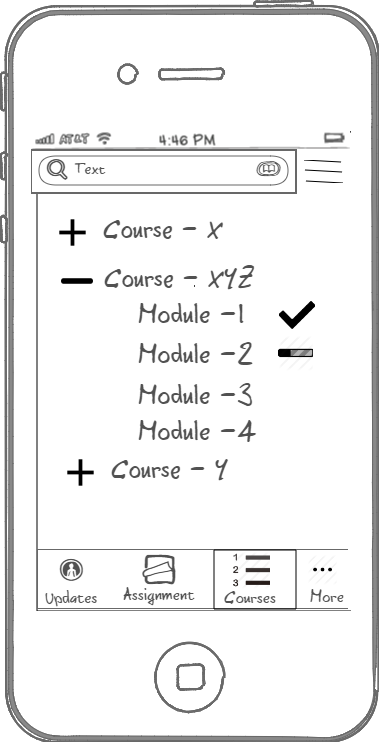 AT&T 4:46 PM
Text
+ Course - X
- Course - XYZ
Module -1
Module -2
Module -3
Module -4
+ Course - Y
1
2
3
Updates Assignment Courses More